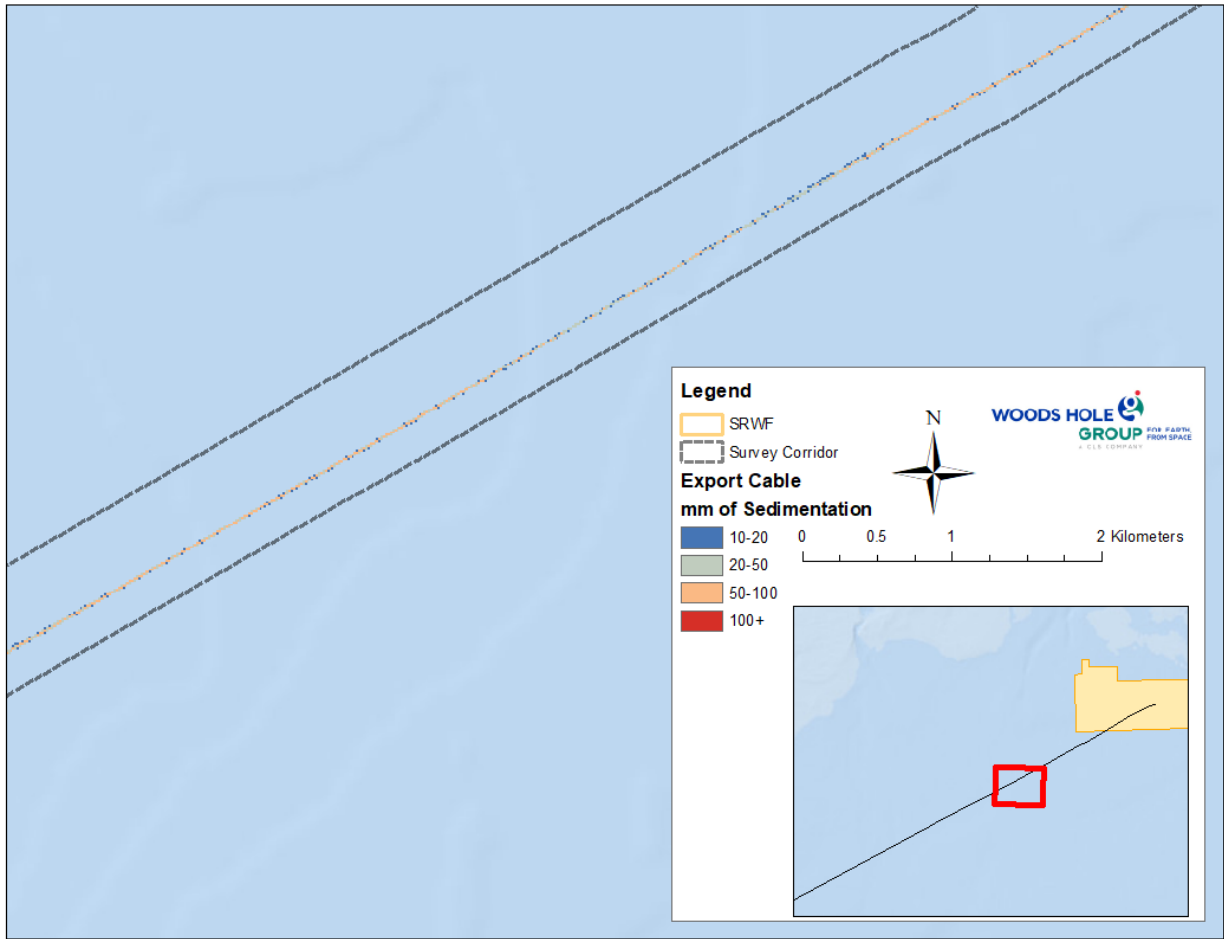 Legend
SRWF
Survey Corridor
Export Cable
mm of Sedimentation
10-20
20-50
50-100
100+
N
WOODS HOLE
GROUP FOR EARTH, FROM SPACE
A CLS COMPANY
0 0.5 1 2 Kilometers